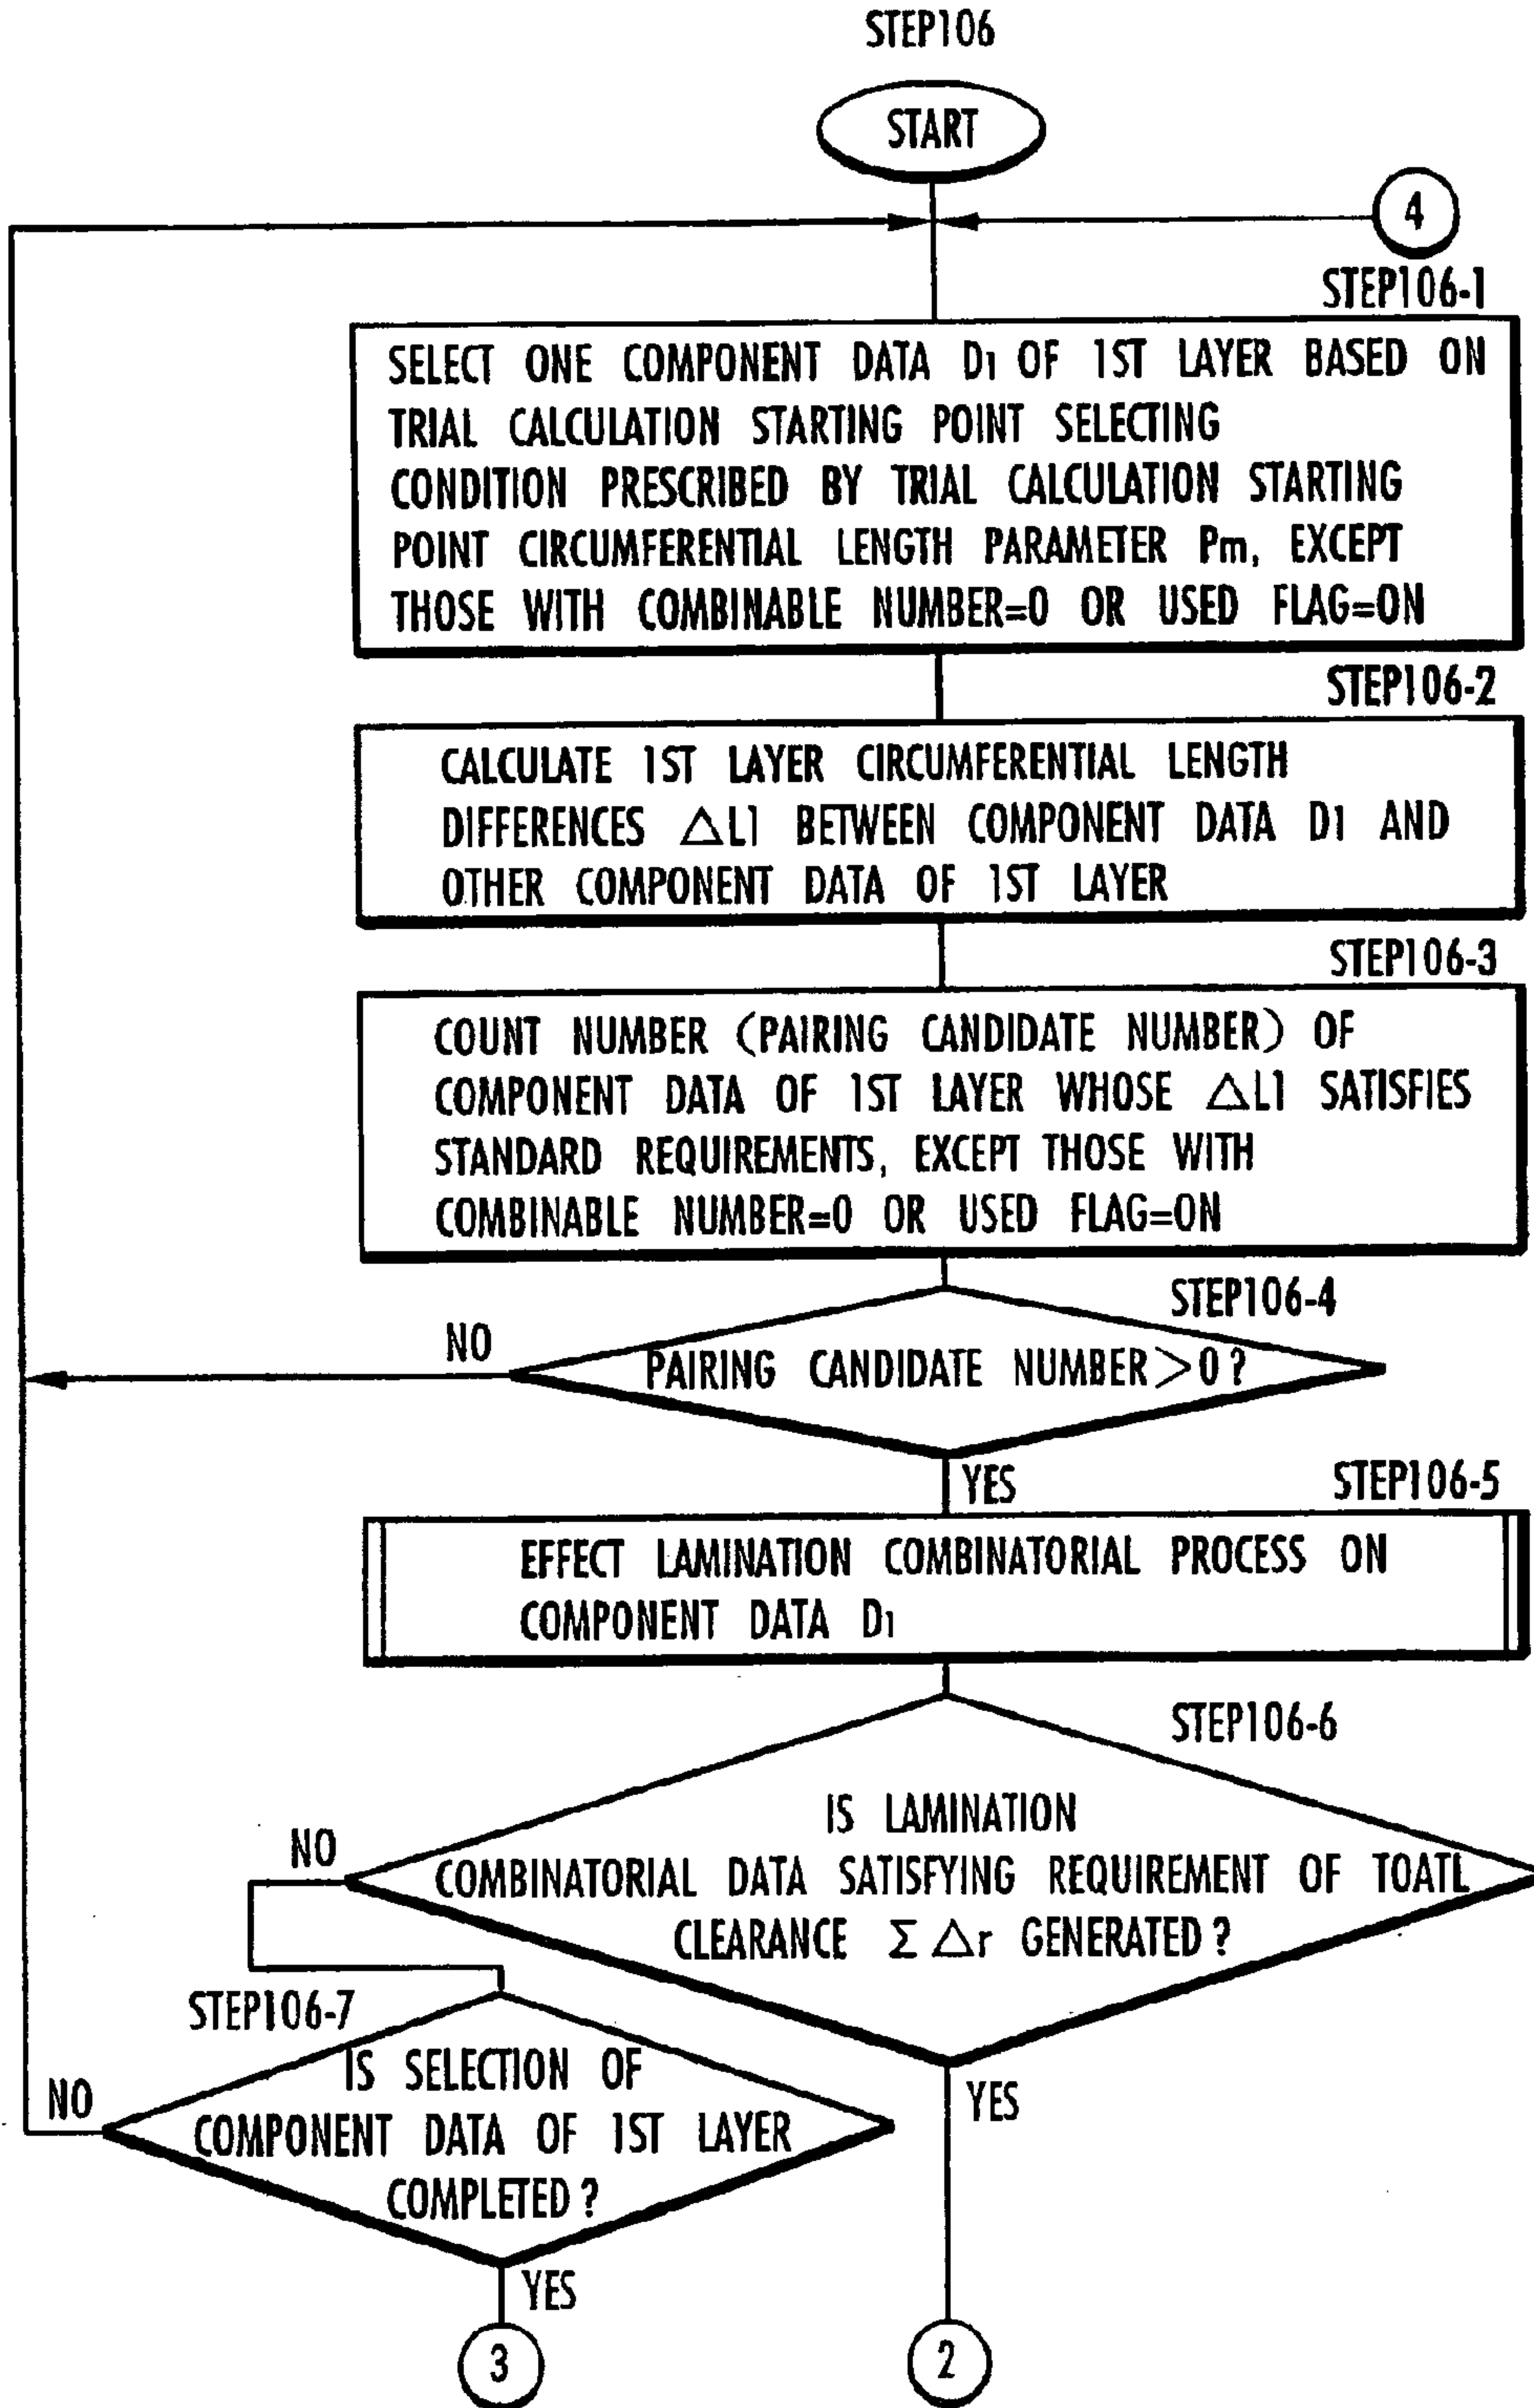 STEP106
START
4
STEP106-1
SELECT ONE COMPONENT DATA D1 OF 1ST LAYER BASED ON
TRIAL CALCULATION STARTING POINT SELECTING
CONDITION PRESCRIBED BY TRIAL CALCULATION STARTING
POINT CIRCUMFERENTIAL LENGTH PARAMETER Pm, EXCEPT
THOSE WITH COMBINABLE NUMBER=0 OR USED FLAG=ON
STEP106-2
CALCULATE 1ST LAYER CIRCUMFERENTIAL LENGTH
DIFFERENCES △L1 BETWEEN COMPONENT DATA D1 AND
OTHER COMPONENT DATA OF 1ST LAYER
STEP106-3
COUNT NUMBER (PAIRING CANDIDATE NUMBER) OF
COMPONENT DATA OF 1ST LAYER WHOSE △L1 SATISFIES
STANDARD REQUIREMENTS, EXCEPT THOSE WITH
COMBINABLE NUMBER=0 OR USED FLAG=ON
STEP106-4
NO
PAIRING CANDIDATE NUMBER>0?
YES
STEP106-5
EFFECT LAMINATION COMBINATORIAL PROCESS ON
COMPONENT DATA D1
STEP106-6
IS LAMINATION
NO
COMBINATORIAL DATA SATISFYING REQUIREMENT OF TOATL
CLEARANCE Σ△r GENERATED?
STEP106-7
YES
IS SELECTION OF
NO
COMPONENT DATA OF 1ST LAYER
COMPLETED?
YES
3
2